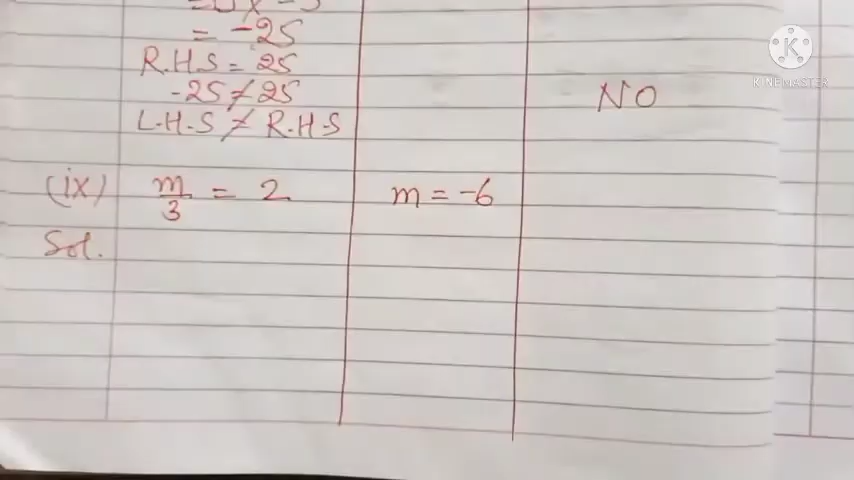 = -25
R.H.S = 25
-25 ≠ 25
L.H-S ≠ R.H-S
NO
(ix) m/3 = 2 m = -6
Sol.
K
KINEMASTER